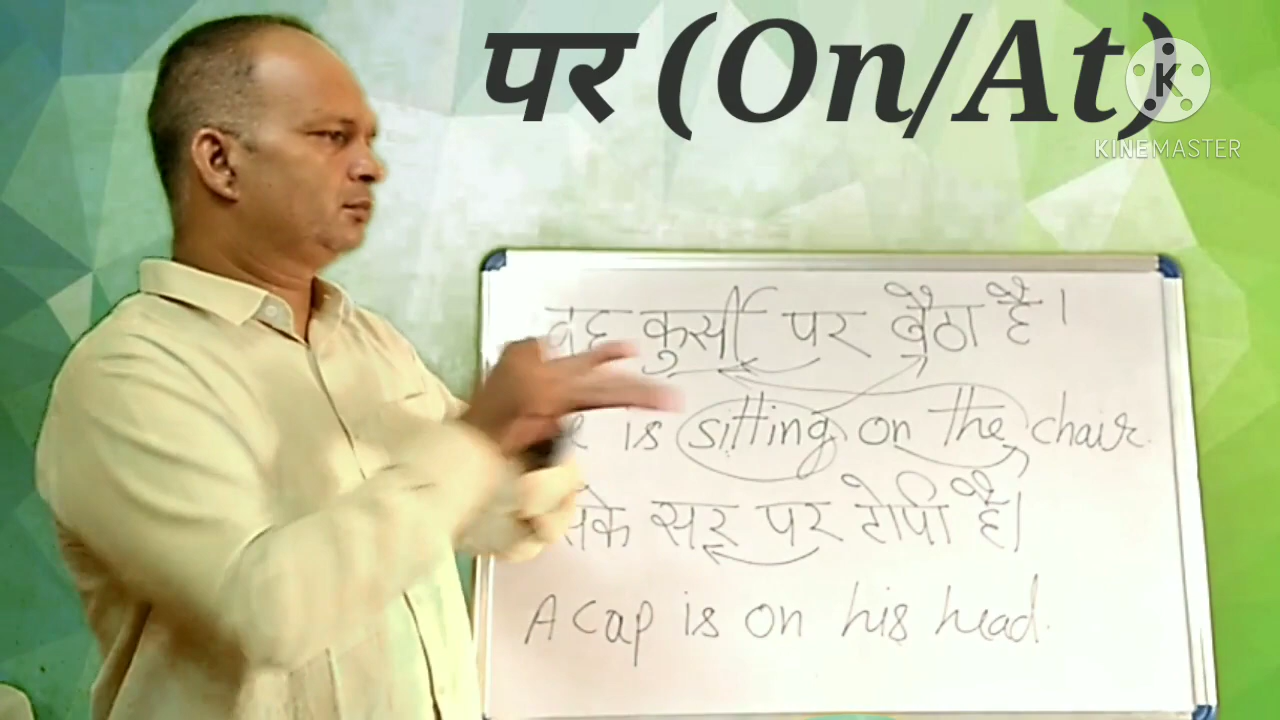 पर (On/At)
K
KINEMASTER
वह कुर्सी पर बैठा है।
is sitting on the chair.
सर पर टोपी है।
A cap is on his head.